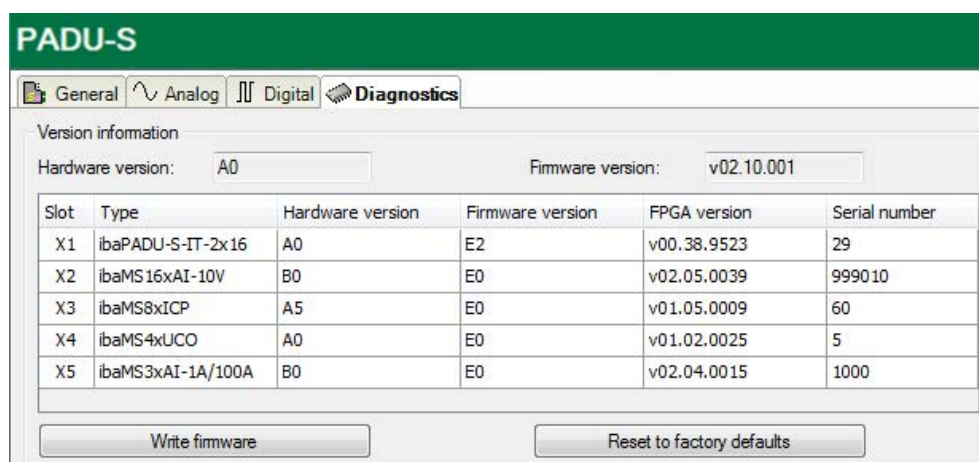 PADU-S
General Analog Digital Diagnostics
Version information
Hardware version: A0 Firmware version: v02.10.001
Slot Type Hardware version Firmware version FPGA version Serial number
X1 ibaPADU-S-IT-2x16 A0 E2 v00.38.9523 29
X2 ibaMS16xAI-10V B0 E0 v02.05.0039 999010
X3 ibaMS8xICP A5 E0 v01.05.0009 60
X4 ibaMS4xUCO A0 E0 v01.02.0025 5
X5 ibaMS3xAI-1A/100A B0 E0 v02.04.0015 1000
Write firmware Reset to factory defaults